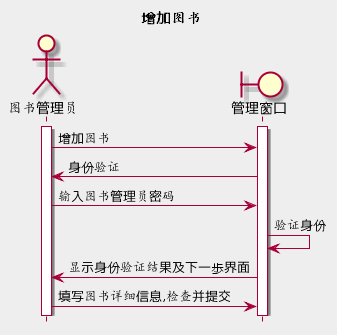 增加图书
图书管理员
管理窗口
增加图书
身份验证
输入图书管理员密码
验证身份
显示身份验证结果及下一步界面
填写图书详细信息,检查并提交